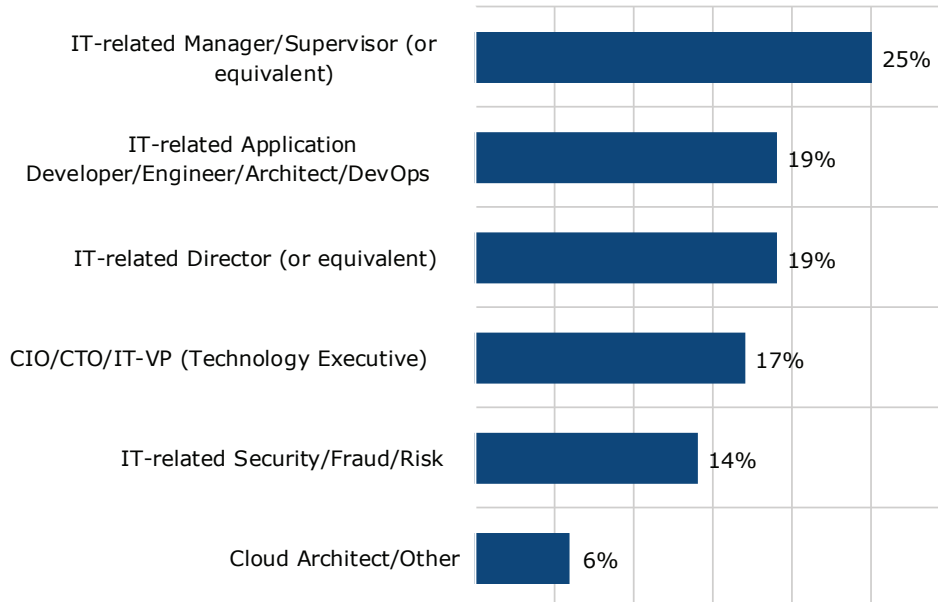 IT-related Manager/Supervisor (or
equivalent)
25%
IT-related Application
Developer/Engineer/Architect/DevOps
19%
IT-related Director (or equivalent)
19%
CIO/CTO/IT-VP (Technology Executive)
17%
IT-related Security/Fraud/Risk
14%
Cloud Architect/Other
6%